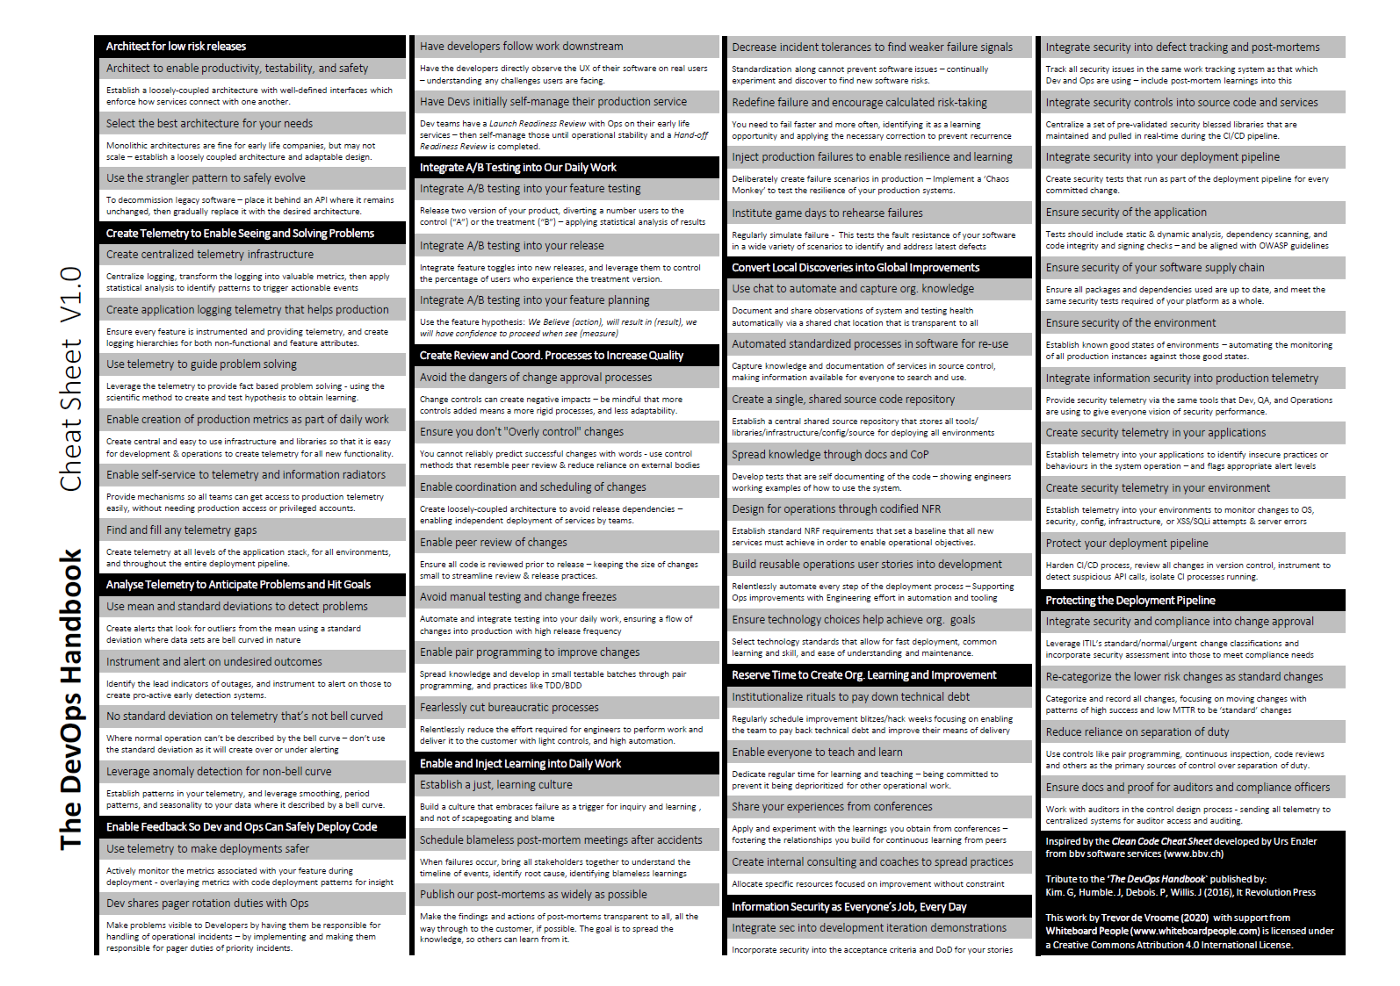 The DevOps Handbook Cheat Sheet V1.0
Architect for low risk releases
Architect to enable productivity, testability, and safety
Establish a loosely-coupled architecture with well-defined interfaces which
enforce how services connect with one another.
Select the best architecture for your needs
Monolithic architectures are fine for early life companies, but may not
scale – establish a loosely coupled architecture and adaptable design.
Use the strangler pattern to safely evolve
To decommission legacy software – place it behind an API where it remains
unchanged, then gradually replace it with the desired architecture.
Create Telemetry to Enable Seeing and Solving Problems
Create centralized telemetry infrastructure
Centralize logging, transform the logging into valuable metrics, then apply
statistical analysis to identify patterns to trigger actionable events
Create application logging telemetry that helps production
Ensure every feature is instrumented and providing telemetry, and create
logging hierarchies for both non-functional and feature attributes.
Use telemetry to guide problem solving
Leverage the telemetry to provide fact based problem solving - using the
scientific method to create and test hypothesis to obtain learning.
Enable creation of production metrics as part of daily work
Create central and easy to use infrastructure and libraries so that it is easy
for development & operations to create telemetry for all new functionality.
Enable self-service to telemetry and information radiators
Provide mechanisms so all teams can get access to production telemetry
easily, without needing production access or privileged accounts.
Find and fill any telemetry gaps
Create telemetry at all levels of the application stack, for all environments,
and throughout the entire deployment pipeline.
Analyse Telemetry to Anticipate Problems and Hit Goals
Use mean and standard deviations to detect problems
Create alerts that look for outliers from the mean using a standard
deviation where data sets are bell curved in nature
Instrument and alert on undesired outcomes
Identify the lead indicators of outages, and instrument to alert on those to
create pro-active early detection systems.
No standard deviation on telemetry that's not bell curved
Where normal operation can't be described by the bell curve – don't use
the standard deviation as it will create over or under alerting
Leverage anomaly detection for non-bell curve
Establish patterns in your telemetry, and leverage smoothing, period
patterns, and seasonality to your data where it described by a bell curve.
Enable Feedback So Dev and Ops Can Safely Deploy Code
Use telemetry to make deployments safer
Actively monitor the metrics associated with your feature during
deployment - overlaying metrics with code deployment patterns for insight
Dev shares pager rotation duties with Ops
Make problems visible to Developers by having them be responsible for
handling of operational incidents – by implementing and making them
responsible for pager duties of priority incidents.
Have developers follow work downstream
Have the developers directly observe the UX of their software on real users
– understanding any challenges users are facing.
Have Devs initially self-manage their production service
Dev teams have a Launch Readiness Review with Ops on their early life
services – then self-manage those until operational stability and a Hand-off
Readiness Review is completed.
Integrate A/B Testing into Our Daily Work
Integrate A/B testing into your feature testing
Release two version of your product, diverting a number users to the
control ("A") or the treatment ("B") – applying statistical analysis of results
Integrate A/B testing into your release
Integrate feature toggles into new releases, and leverage them to control
the percentage of users who experience the treatment version.
Integrate A/B testing into your feature planning
Use the feature hypothesis: We Believe (action), will result in (result), we
will have confidence to proceed when see (measure)
Create Review and Coord. Processes to Increase Quality
Avoid the dangers of change approval processes
Change controls can create negative impacts – be mindful that more
controls added means a more rigid processes, and less adaptability.
Ensure you don't "Overly control" changes
You cannot reliably predict successful changes with words - use control
methods that resemble peer review & reduce reliance on external bodies
Enable coordination and scheduling of changes
Create loosely-coupled architecture to avoid release dependencies –
enabling independent deployment of services by teams.
Enable peer review of changes
Ensure all code is reviewed prior to release – keeping the size of changes
small to streamline review & release practices.
Avoid manual testing and change freezes
Automate and integrate testing into your daily work, ensuring a flow of
changes into production with high release frequency
Enable pair programming to improve changes
Spread knowledge and develop in small testable batches through pair
programming, and practices like TDD/BDD
Fearlessly cut bureaucratic processes
Relentlessly reduce the effort required for engineers to perform work and
deliver it to the customer with light controls, and high automation.
Enable and Inject Learning into Daily Work
Establish a just, learning culture
Build a culture that embraces failure as a trigger for inquiry and learning ,
and not of scapegoating and blame
Schedule blameless post-mortem meetings after accidents
When failures occur, bring all stakeholders together to understand the
timeline of events, identify root cause, identifying blameless learnings
Publish our post-mortems as widely as possible
Make the findings and actions of post-mortems transparent to all, all the
way through to the customer, if possible. The goal is to spread the
knowledge, so others can learn from it.
Decrease incident tolerances to find weaker failure signals
Standardization along cannot prevent software issues – continually
experiment and discover to find new software risks.
Redefine failure and encourage calculated risk-taking
You need to fail faster and more often, identifying it as a learning
opportunity and applying the necessary correction to prevent recurrence
Inject production failures to enable resilience and learning
Deliberately create failure scenarios in production – Implement a 'Chaos
Monkey' to test the resilience of your production systems.
Institute game days to rehearse failures
Regularly simulate failure - This tests the fault resistance of your software
in a wide variety of scenarios to identify and address latest defects
Convert Local Discoveries into Global Improvements
Use chat to automate and capture org. knowledge
Document and share observations of system and testing health
automatically via a shared chat location that is transparent to all
Automated standardized processes in software for re-use
Capture knowledge and documentation of services in source control,
making information available for everyone to search and use.
Create a single, shared source code repository
Establish a central shared source repository that stores all tools/
libraries/infrastructure/config/source for deploying all environments
Spread knowledge through docs and CoP
Develop tests that are self documenting of the code – showing engineers
working examples of how to use the system.
Design for operations through codified NFR
Establish standard NRF requirements that set a baseline that all new
services must achieve in order to enable operational objectives.
Build reusable operations user stories into development
Relentlessly automate every step of the deployment process – Supporting
Ops improvements with Engineering effort in automation and tooling
Ensure technology choices help achieve org. goals
Select technology standards that allow for fast deployment, common
learning and skill, and ease of understanding and maintenance.
Reserve Time to Create Org. Learning and Improvement
Institutionalize rituals to pay down technical debt
Regularly schedule improvement blitzes/hack weeks focusing on enabling
the team to pay back technical debt and improve their means of delivery
Enable everyone to teach and learn
Dedicate regular time for learning and teaching – being committed to
prevent it being deprioritized for other operational work.
Share your experiences from conferences
Apply and experiment with the learnings you obtain from conferences –
fostering the relationships you build for continuous learning from peers
Create internal consulting and coaches to spread practices
Allocate specific resources focused on improvement without constraint
Information Security as Everyone's Job, Every Day
Integrate sec into development iteration demonstrations
Incorporate security into the acceptance criteria and DoD for your stories
Integrate security into defect tracking and post-mortems
Track all security issues in the same work tracking system as that which
Dev and Ops are using – include post-mortem learnings into this
Integrate security controls into source code and services
Centralize a set of pre-validated security blessed libraries that are
maintained and pulled in real-time during the CI/CD pipeline.
Integrate security into your deployment pipeline
Create security tests that run as part of the deployment pipeline for every
committed change.
Ensure security of the application
Tests should include static & dynamic analysis, dependency scanning, and
code integrity and signing checks – and be aligned with OWASP guidelines
Ensure security of your software supply chain
Ensure all packages and dependencies used are up to date, and meet the
same security tests required of your platform as a whole.
Ensure security of the environment
Establish known good states of environments – automating the monitoring
of all production instances against those good states.
Integrate information security into production telemetry
Provide security telemetry via the same tools that Dev, QA, and Operations
are using to give everyone vision of security performance.
Create security telemetry in your applications
Establish telemetry into your applications to identify insecure practices or
behaviours in the system operation – and flags appropriate alert levels
Create security telemetry in your environment
Establish telemetry into your environments to monitor changes to OS,
security, config, infrastructure, or XSS/SQLi attempts & server errors
Protect your deployment pipeline
Harden CI/CD process, review all changes in version control, instrument to
detect suspicious API calls, isolate CI processes running.
Protecting the Deployment Pipeline
Integrate security and compliance into change approval
Leverage ITIL's standard/normal/urgent change classifications and
incorporate security assessment into those to meet compliance needs
Re-categorize the lower risk changes as standard changes
Categorize and record all changes, focusing on moving changes with
patterns of high success and low MTTR to be 'standard' changes
Reduce reliance on separation of duty
Use controls like pair programming, continuous inspection, code reviews
and others as the primary sources of control over separation of duty.
Ensure docs and proof for auditors and compliance officers
Work with auditors in the control design process - sending all telemetry to
centralized systems for auditor access and auditing.
Inspired by the Clean Code Cheat Sheet developed by Urs Enzler
from bbv software services (www.bbv.ch)
Tribute to the 'The DevOps Handbook' published by:
Kim. G, Humble. J, Debois. P, Willis. J (2016), It Revolution Press
This work by Trevor de Vroome (2020) with support from
Whiteboard People (www.whiteboardpeople.com) is licensed under
a Creative Commons Attribution 4.0 International License.